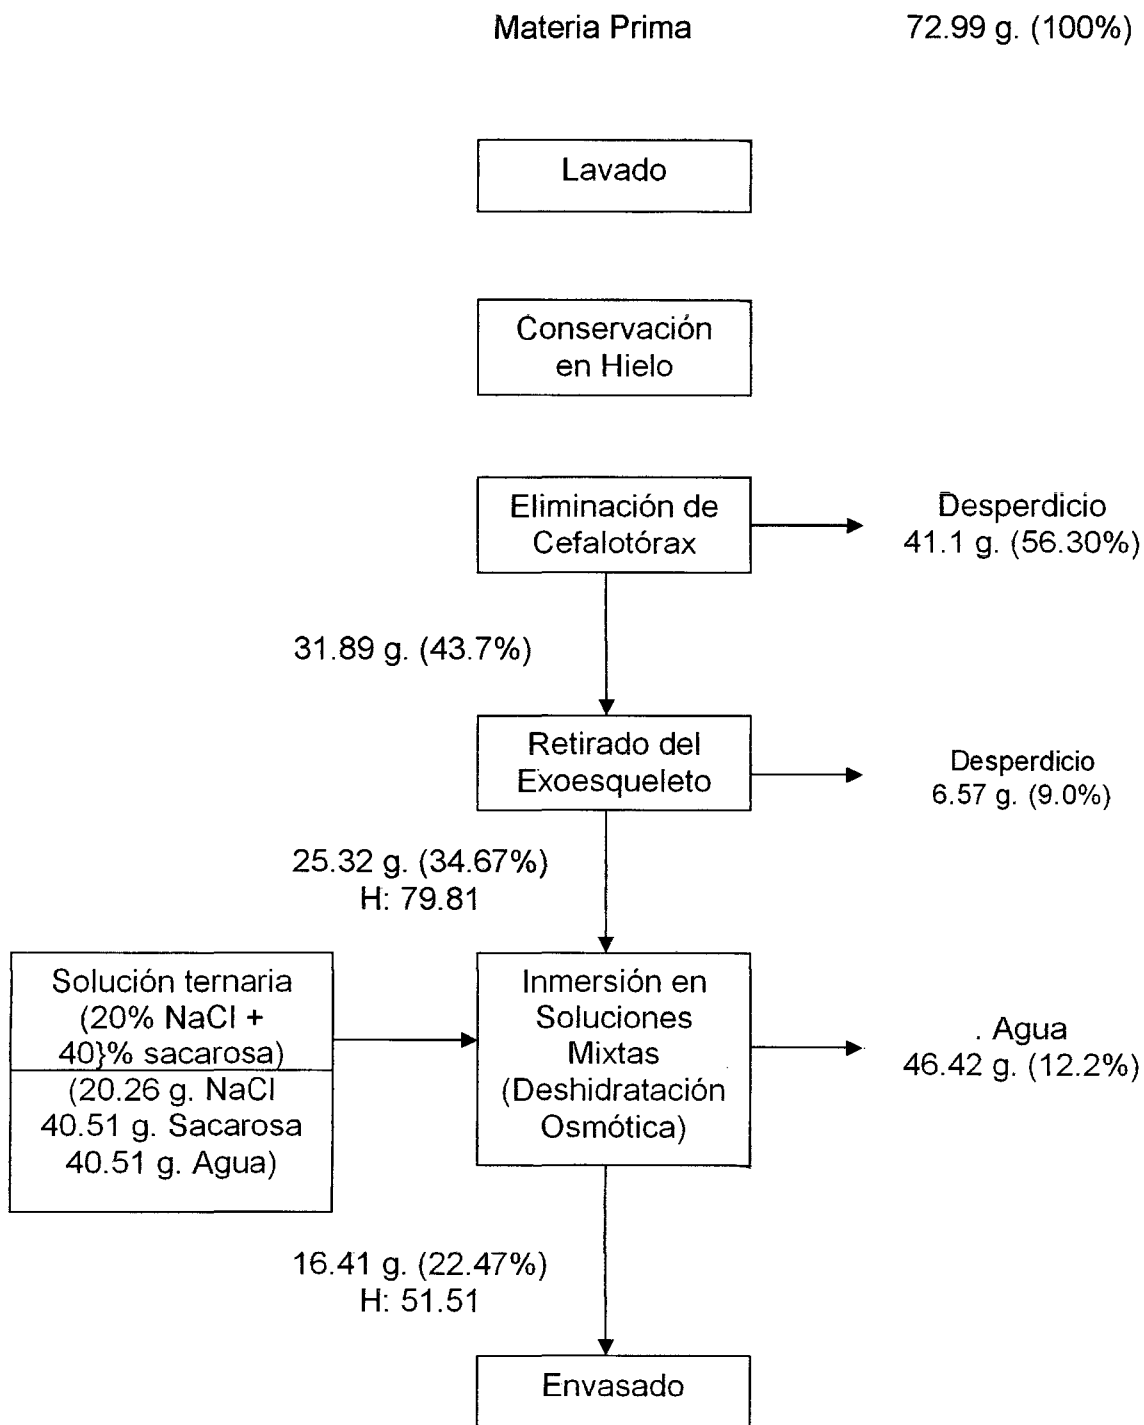 Materia Prima 72.99 g. (100%)
Lavado
Conservación
en Hielo
Eliminación de
Cefalotórax
Desperdicio
41.1 g. (56.30%)
31.89 g. (43.7%)
Retirado del
Exoesqueleto
Desperdicio
6.57 g. (9.0%)
25.32 g. (34.67%)
H: 79.81
Solución ternaria
(20% NaCl +
40}% sacarosa)
(20.26 g. NaCl
40.51 g. Sacarosa
40.51 g. Agua)
Inmersión en
Soluciones
Mixtas
(Deshidratación
Osmótica)
. Agua
46.42 g. (12.2%)
16.41 g. (22.47%)
H: 51.51
Envasado